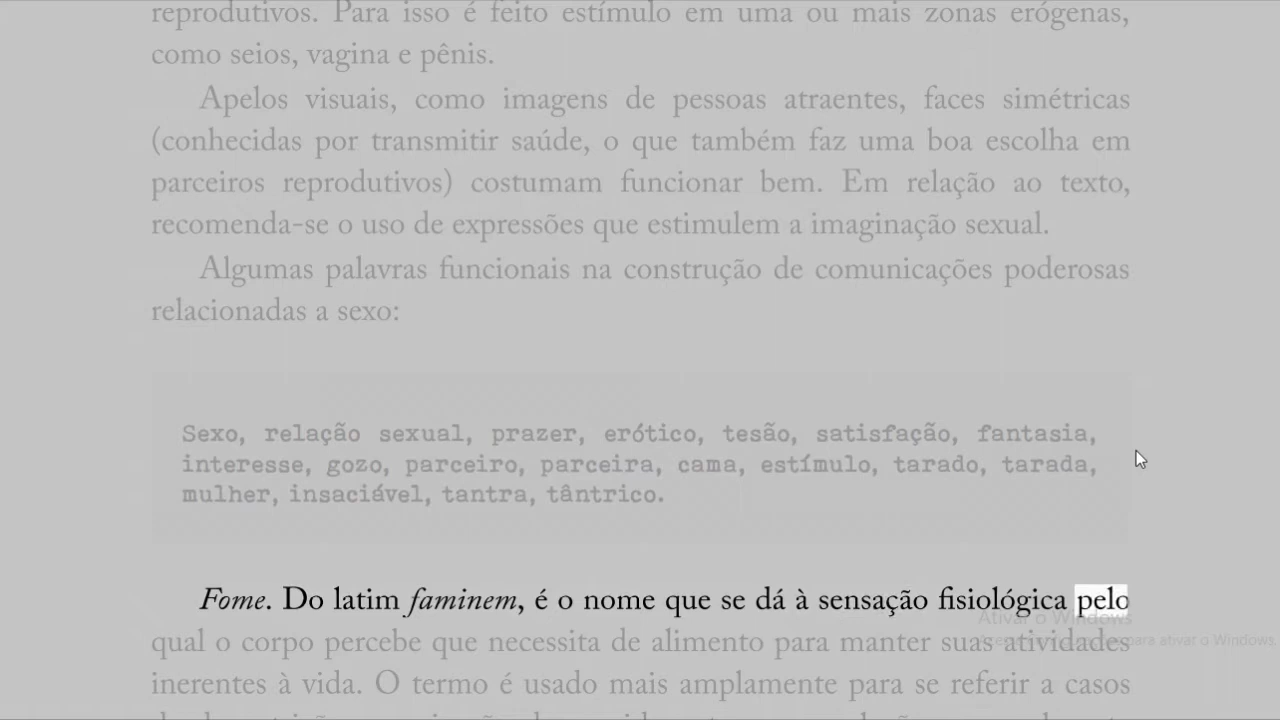 reprodutivos. Para isso é feito estímulo em uma ou mais zonas erógenas,
como seios, vagina e pênis.
Apelos visuais, como imagens de pessoas atraentes, faces simétricas
(conhecidas por transmitir saúde, o que também faz uma boa escolha em
parceiros reprodutivos) costumam funcionar bem. Em relação ao texto,
recomenda-se o uso de expressões que estimulem a imaginação sexual.
Algumas palavras funcionais na construção de comunicações poderosas
relacionadas a sexo:
Sexo, relação sexual, prazer, erótico, tesão, satisfação, fantasia,
interesse, gozo, parceiro, parceira, cama, estímulo, tarado, tarada,
mulher, insaciável, tantra, tântrico.
Fome. Do latim faminem, é o nome que se dá à sensação fisiológica pelo
Ativar o Windows
qual o corpo percebe que necessita de alimento para manter suas atividades
para ativar o Windows.
inerentes à vida. O termo é usado mais amplamente para se referir a casos